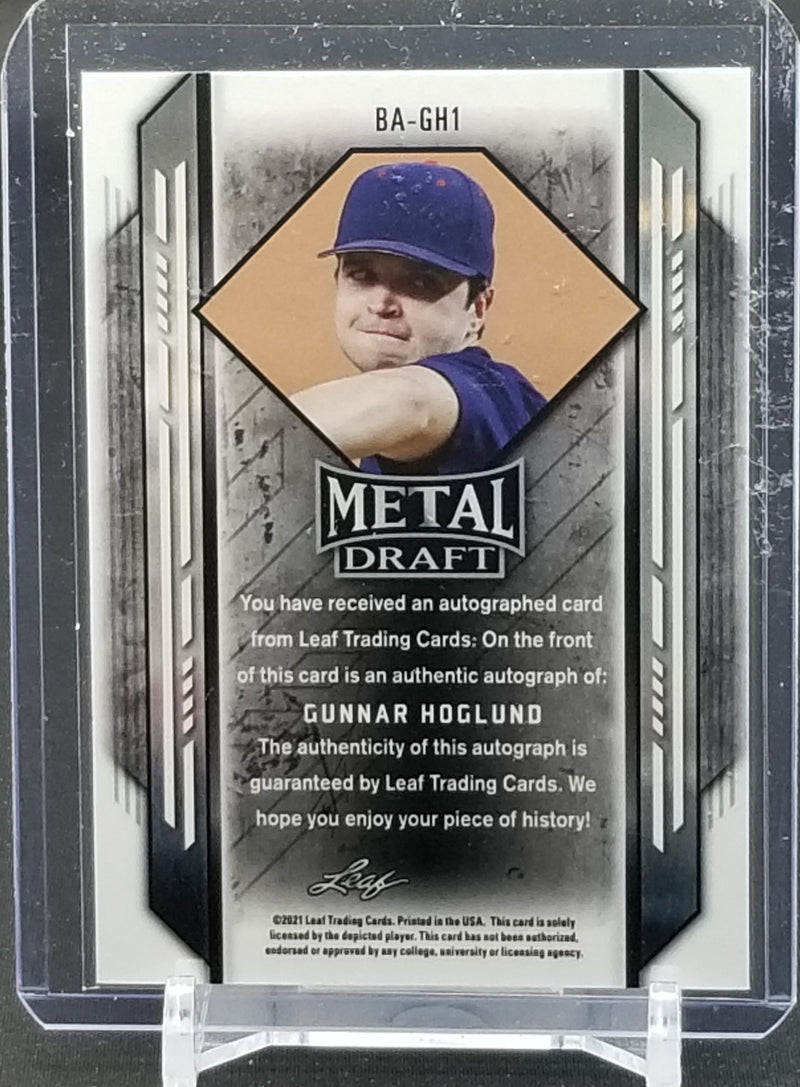 BA-GH1
METAL
DRAFT
You have received an autographed card
from Leaf Trading Cards: On the front
of this card is an authentic autograph of:
GUNNAR HOGLUND
The authenticity of this autograph is
guaranteed by Leaf Trading Cards. We
hope you enjoy your piece of history!
Leaf
©2021 Leaf Trading Cards. Printed in the USA. This card is solely
licensed by the depicted player. This card has not been authorized,
endorsed or approved by any college, university or licensing agency.